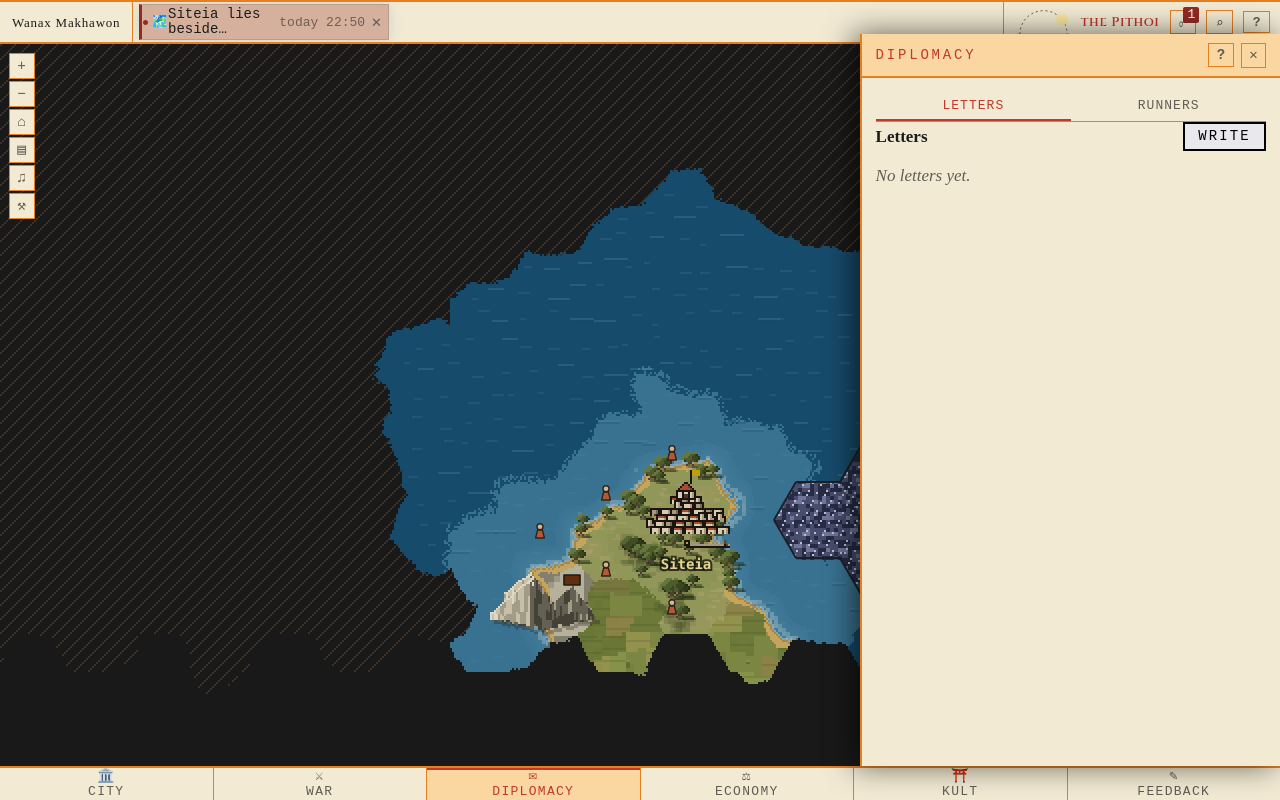 Wanax Makhawon
Siteia lies beside… today 22:50 ✕
THE PITHOI
1
?
DIPLOMACY
? ✕
LETTERS RUNNERS
Letters WRITE
No letters yet.
Siteia
CITY WAR DIPLOMACY ECONOMY KULT FEEDBACK